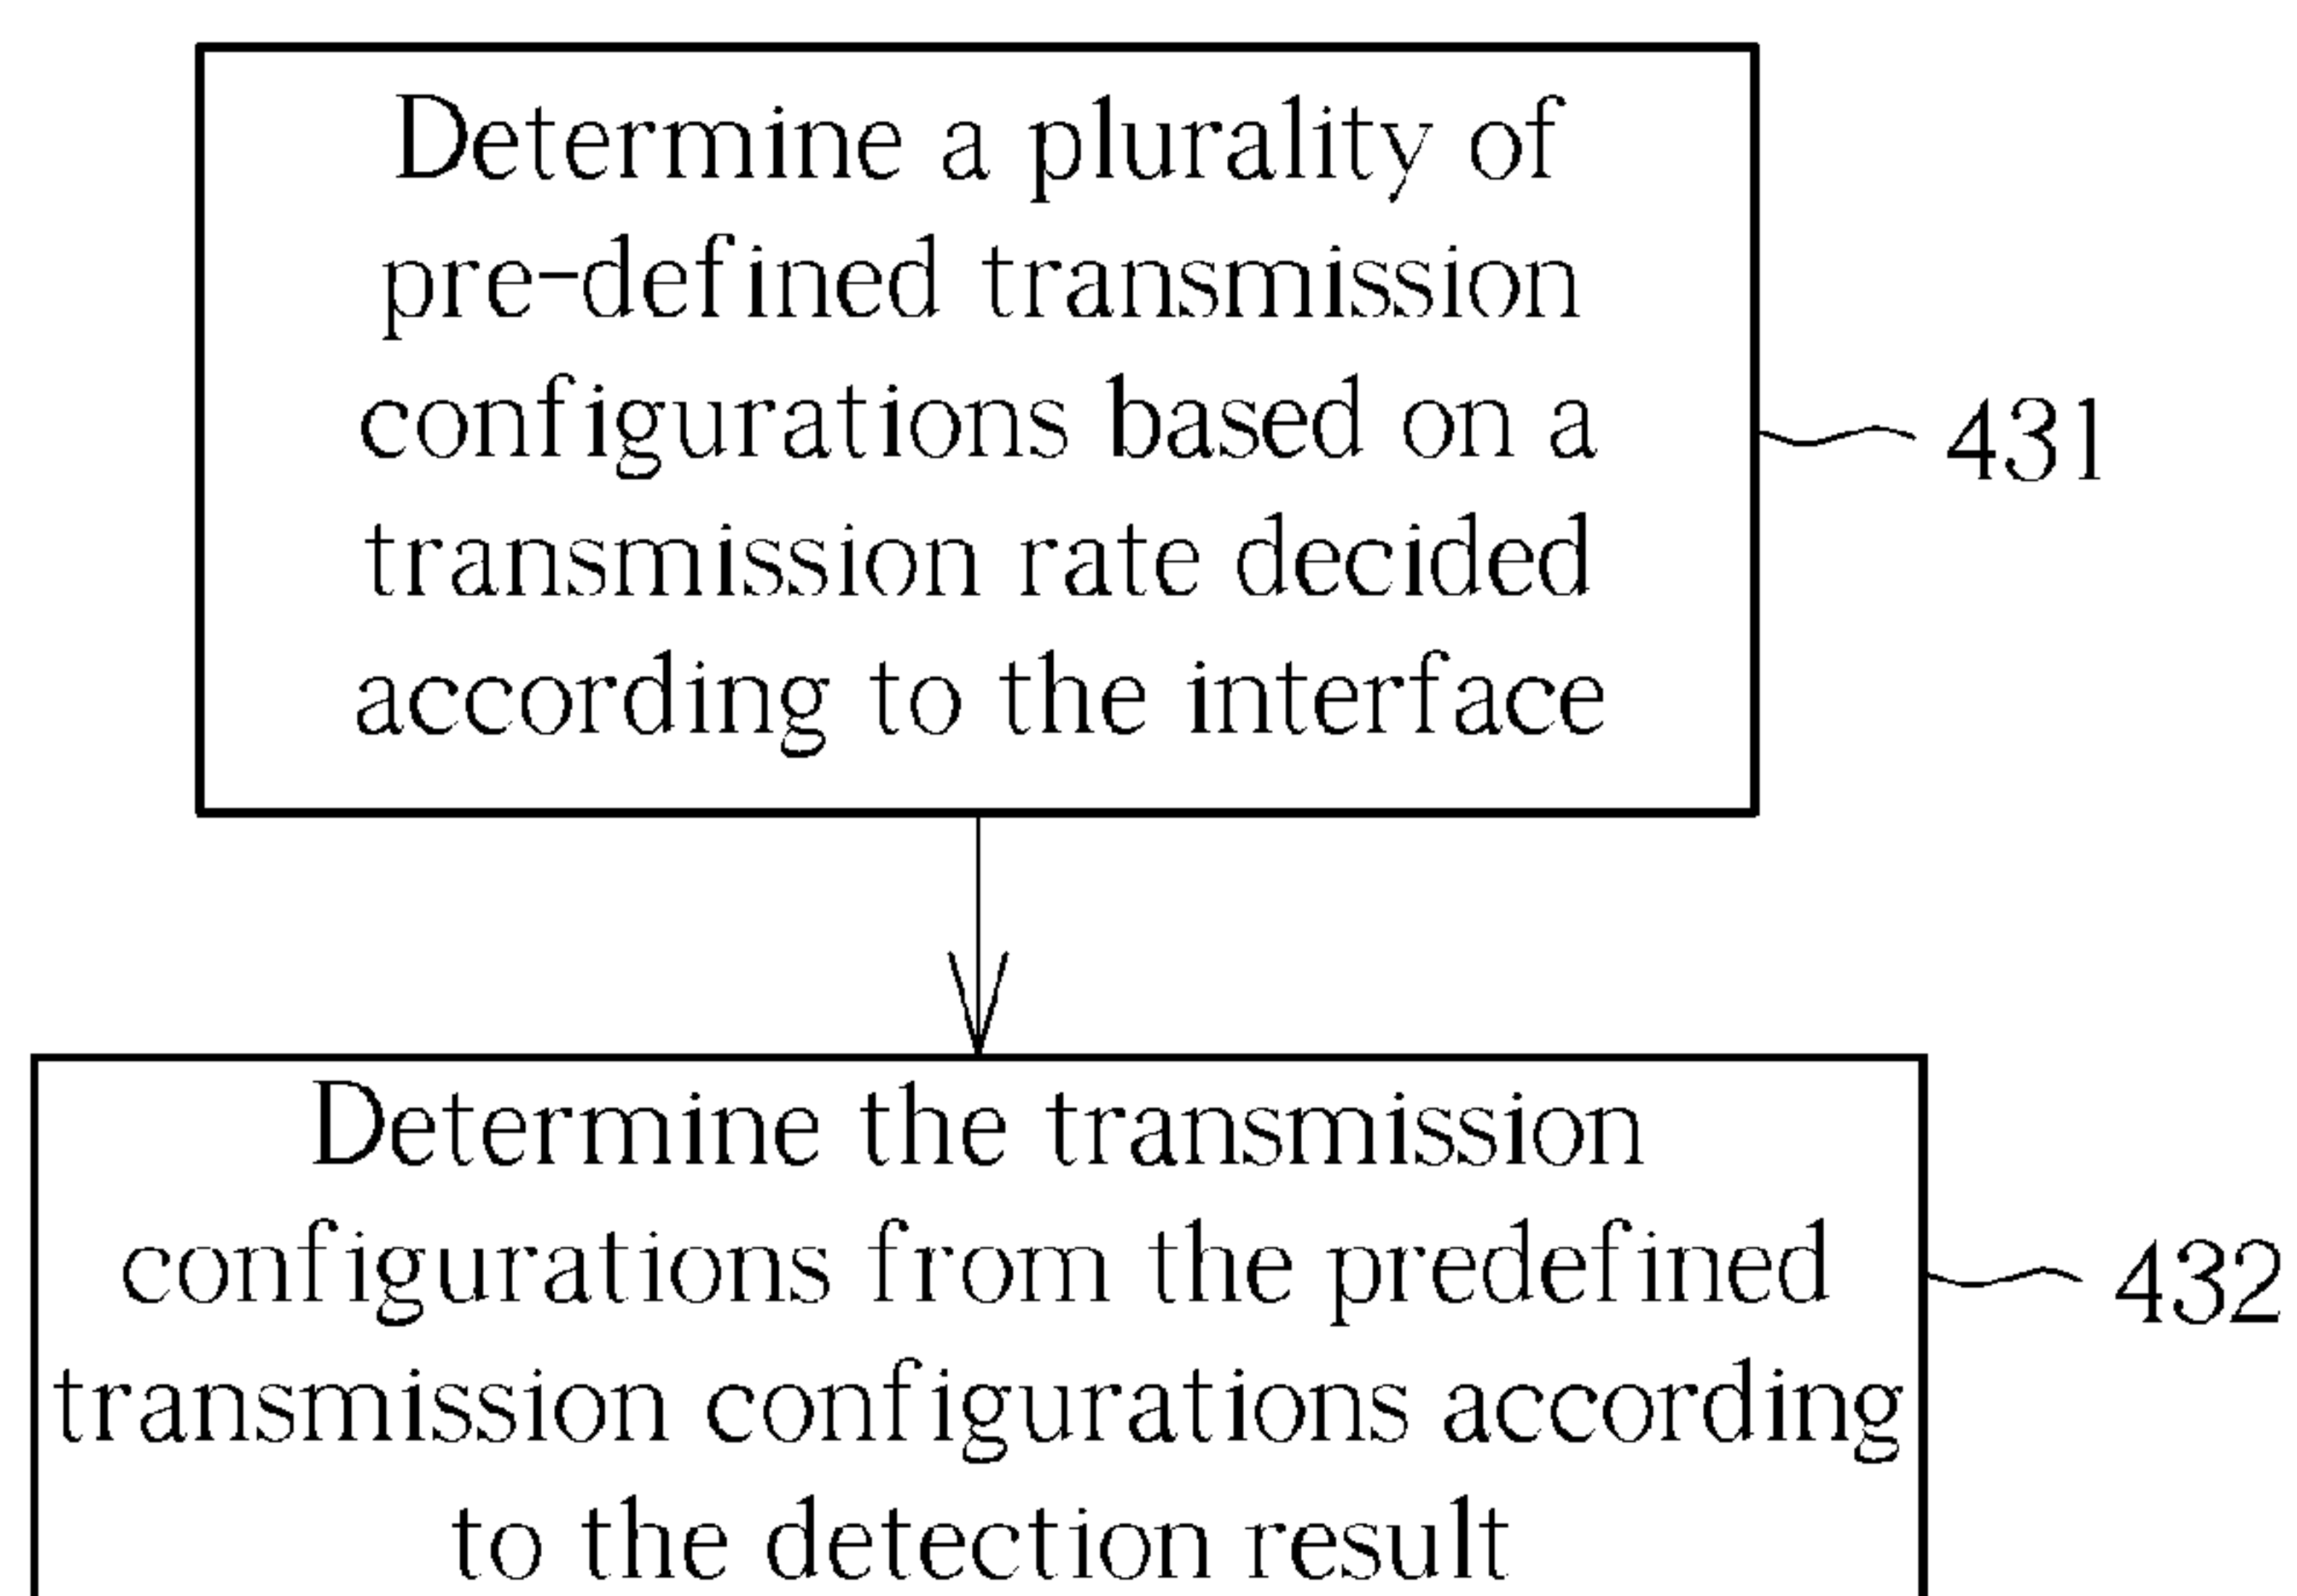 Determine a plurality of
pre-defined transmission
configurations based on a
transmission rate decided
according to the interface
431
Determine the transmission
configurations from the predefined
transmission configurations according
to the detection result
432